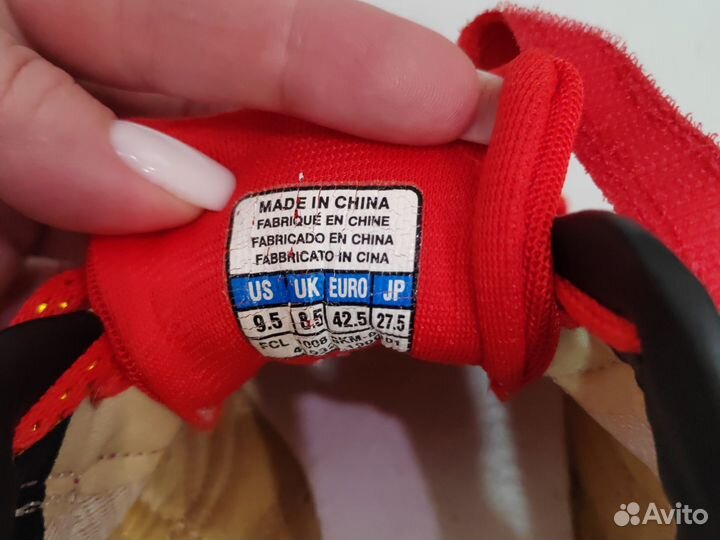 MADE IN CHINA
FABRIQUÉ EN CHINE
FABRICADO EN CHINA
FABBRICATO IN CINA
US UK EURO JP
9.5 8.5 42.5 27.5
Avito